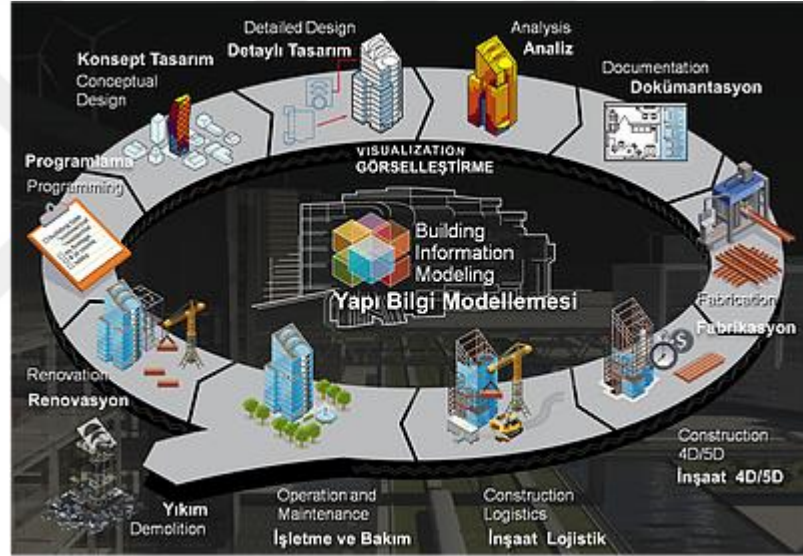 Detailed Design
Detaylı Tasarım
Analysis
Analiz
Konsept Tasarım
Conceptual
Design
Documentation
Dokümantasyon
VISUALIZATION
GÖRSELLEŞTİRME
Programlama
Programming
Building
Information
Modeling
Yapı Bilgi Modellemesi
Fabrication
Fabrikasyon
Renovation
Renovasyon
Construction
4D/5D
İnşaat 4D/5D
Yıkım
Demolition
Operation and
Maintenance
İşletme ve Bakım
Construction
Logistics
İnşaat Lojistik